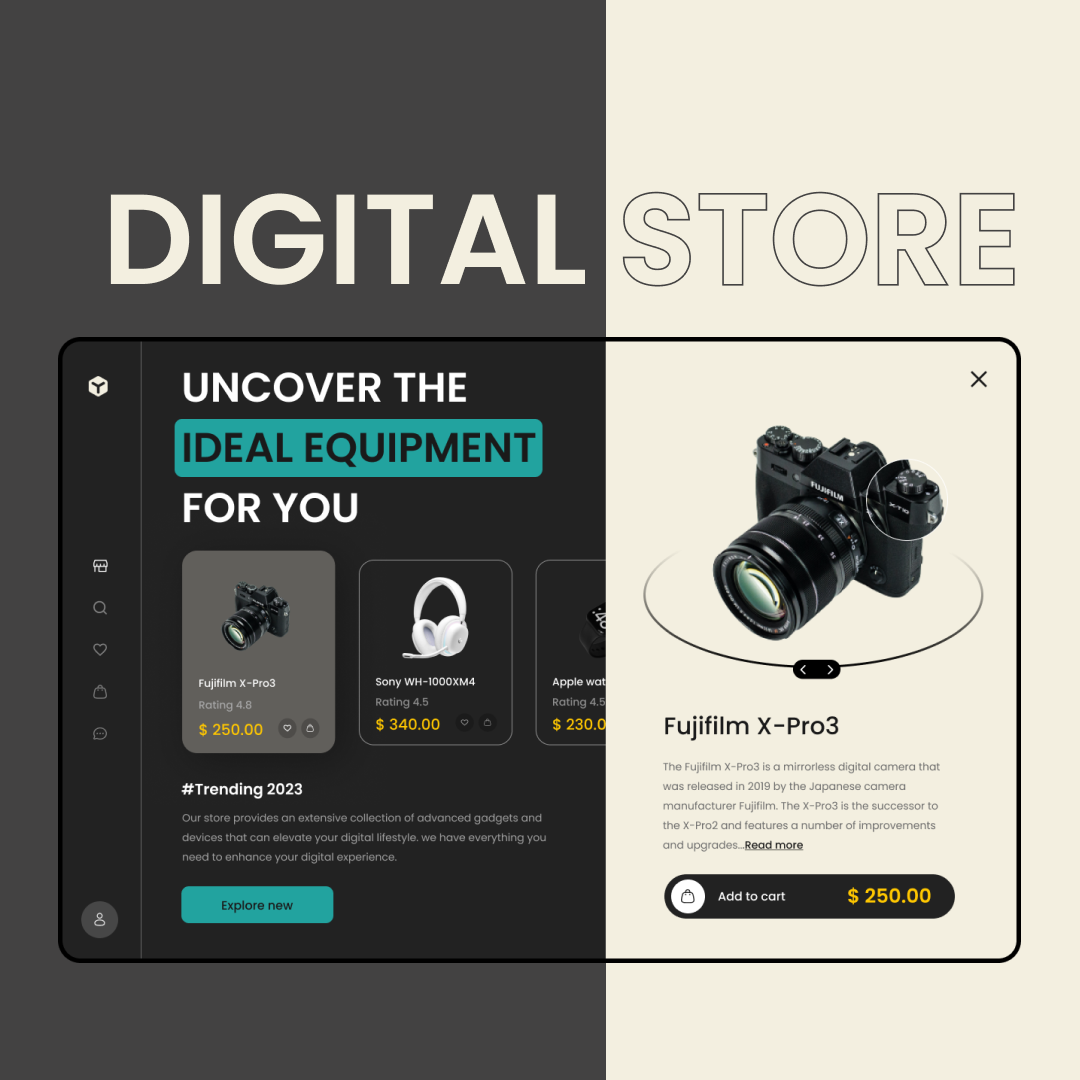 DIGITAL STORE
UNCOVER THE
IDEAL EQUIPMENT
FOR YOU
Fujifilm X-Pro3
Rating 4.8
$ 250.00
Sony WH-1000XM4
Rating 4.5
$ 340.00
Apple wat
Rating 4.5
$ 230.0
#Trending 2023
Our store provides an extensive collection of advanced gadgets and
devices that can elevate your digital lifestyle. we have everything you
need to enhance your digital experience.
Explore new
FUJIFILM
X-T10
Fujifilm X-Pro3
The Fujifilm X-Pro3 is a mirrorless digital camera that
was released in 2019 by the Japanese camera
manufacturer Fujifilm. The X-Pro3 is the successor to
the X-Pro2 and features a number of improvements
and upgrades...Read more
Add to cart
$ 250.00